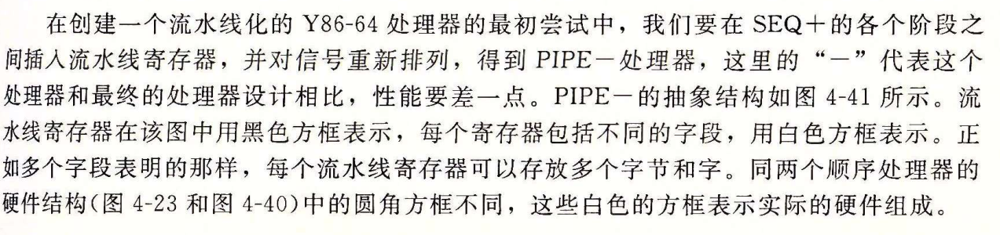 在创建一个流水线化的 Y86-64 处理器的最初尝试中，我们要在 SEQ+的各个阶段之
间插入流水线寄存器，并对信号重新排列，得到 PIPE-处理器，这里的“-”代表这个
处理器和最终的处理器设计相比，性能要差一点。PIPE-的抽象结构如图 4-41 所示。流
水线寄存器在该图中用黑色方框表示，每个寄存器包括不同的字段，用白色方框表示。正
如多个字段表明的那样，每个流水线寄存器可以存放多个字节和字。同两个顺序处理器的
硬件结构(图 4-23 和图 4-40)中的圆角方框不同，这些白色的方框表示实际的硬件组成。